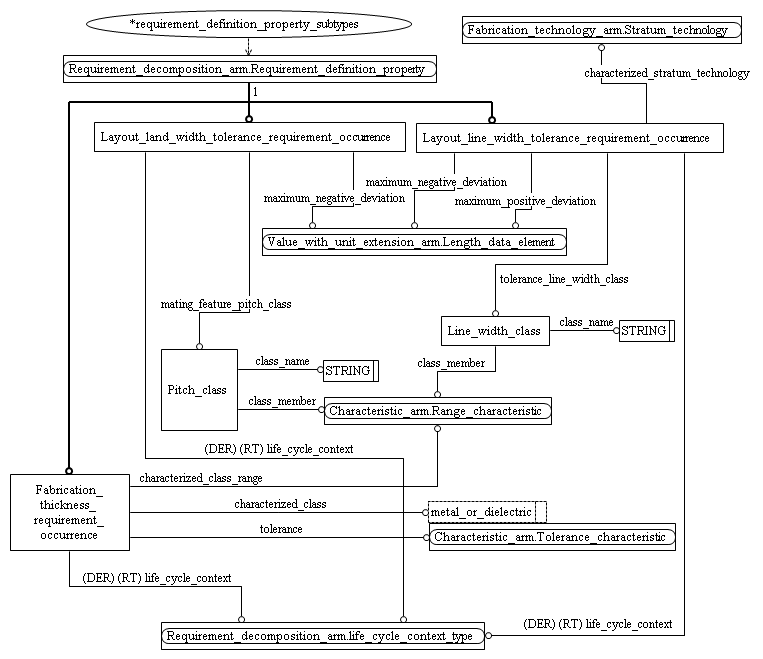 *requirement_definition_property_subtypes
Fabrication_technology_arm.Stratum_technology
Requirement_decomposition_arm.Requirement_definition_property
characterized_stratum_technology
1
Layout_land_width_tolerance_requirement_occurrence
Layout_line_width_tolerance_requirement_occurrence
maximum_negative_deviation
maximum_negative_deviation
maximum_positive_deviation
Value_with_unit_extension_arm.Length_data_element
tolerance_line_width_class
mating_feature_pitch_class
Line_width_class
class_name
STRING
class_name
STRING
class_member
Pitch_class
class_member
Characteristic_arm.Range_characteristic
(DER) (RT) life_cycle_context
characterized_class_range
Fabrication_
thickness_
requirement_
occurrence
characterized_class
metal_or_dielectric
tolerance
Characteristic_arm.Tolerance_characteristic
(DER) (RT) life_cycle_context
(DER) (RT) life_cycle_context
Requirement_decomposition_arm.life_cycle_context_type